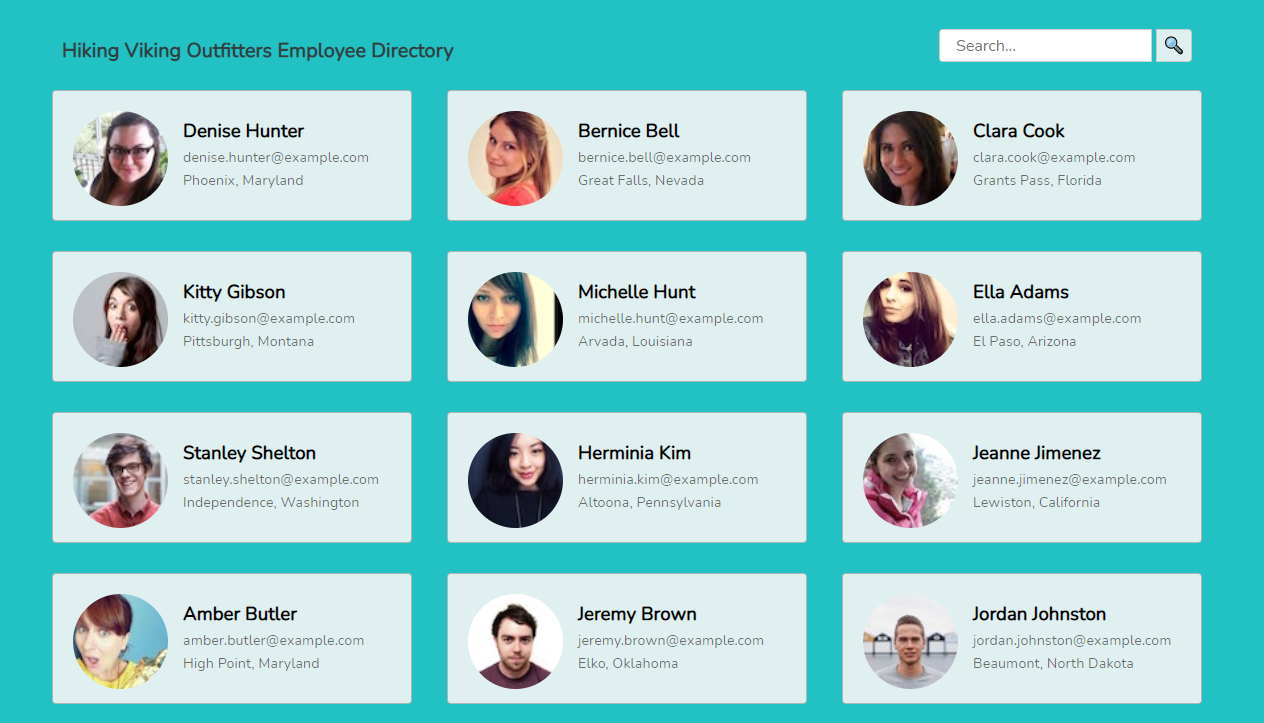 Hiking Viking Outfitters Employee Directory
Search...
Denise Hunter
denise.hunter@example.com
Phoenix, Maryland
Bernice Bell
bernice.bell@example.com
Great Falls, Nevada
Clara Cook
clara.cook@example.com
Grants Pass, Florida
Kitty Gibson
kitty.gibson@example.com
Pittsburgh, Montana
Michelle Hunt
michelle.hunt@example.com
Arvada, Louisiana
Ella Adams
ella.adams@example.com
El Paso, Arizona
Stanley Shelton
stanley.shelton@example.com
Independence, Washington
Herminia Kim
herminia.kim@example.com
Altoona, Pennsylvania
Jeanne Jimenez
jeanne.jimenez@example.com
Lewiston, California
Amber Butler
amber.butler@example.com
High Point, Maryland
Jeremy Brown
jeremy.brown@example.com
Elko, Oklahoma
Jordan Johnston
jordan.johnston@example.com
Beaumont, North Dakota